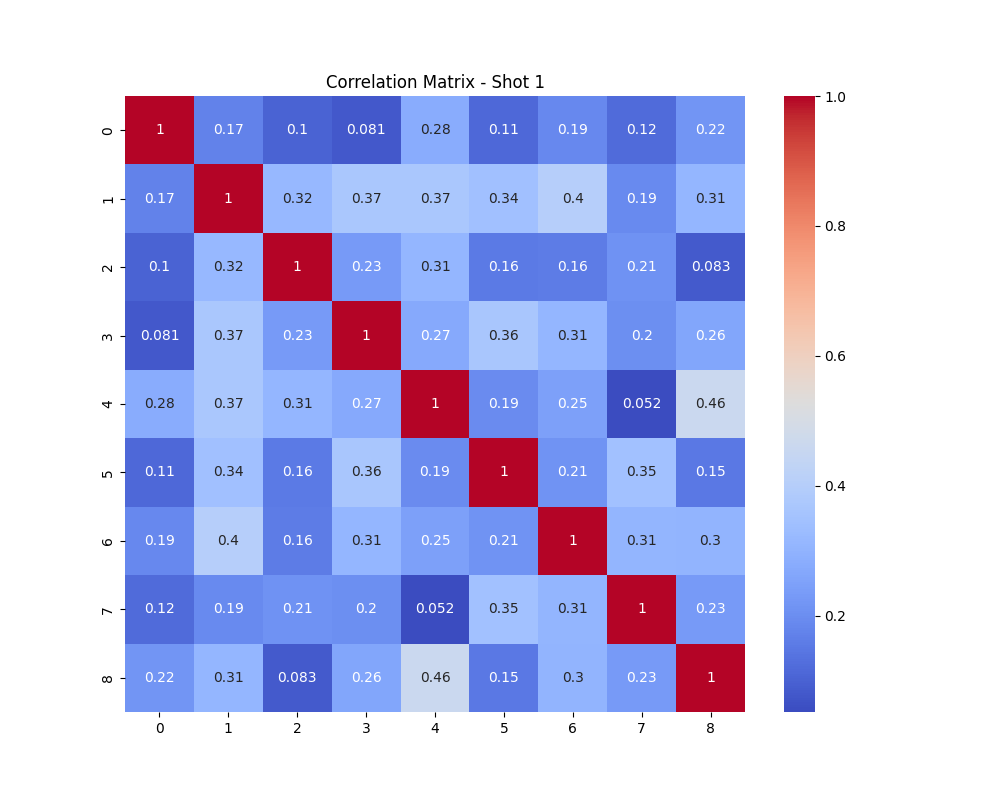 Correlation Matrix - Shot 1
0 1 0.17 0.1 0.081 0.28 0.11 0.19 0.12 0.22
1 0.17 1 0.32 0.37 0.37 0.34 0.4 0.19 0.31
2 0.1 0.32 1 0.23 0.31 0.16 0.16 0.21 0.083
3 0.081 0.37 0.23 1 0.27 0.36 0.31 0.2 0.26
4 0.28 0.37 0.31 0.27 1 0.19 0.25 0.052 0.46
5 0.11 0.34 0.16 0.36 0.19 1 0.21 0.35 0.15
6 0.19 0.4 0.16 0.31 0.25 0.21 1 0.31 0.3
7 0.12 0.19 0.21 0.2 0.052 0.35 0.31 1 0.23
8 0.22 0.31 0.083 0.26 0.46 0.15 0.3 0.23 1
0 1 2 3 4 5 6 7 8
1.0
0.8
0.6
0.4
0.2